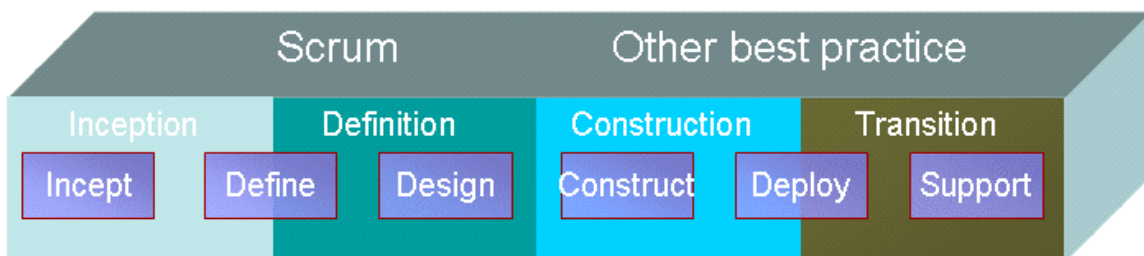 Scrum Other best practice
Inception Definition Construction Transition
Incept Define Design Construct Deploy Support